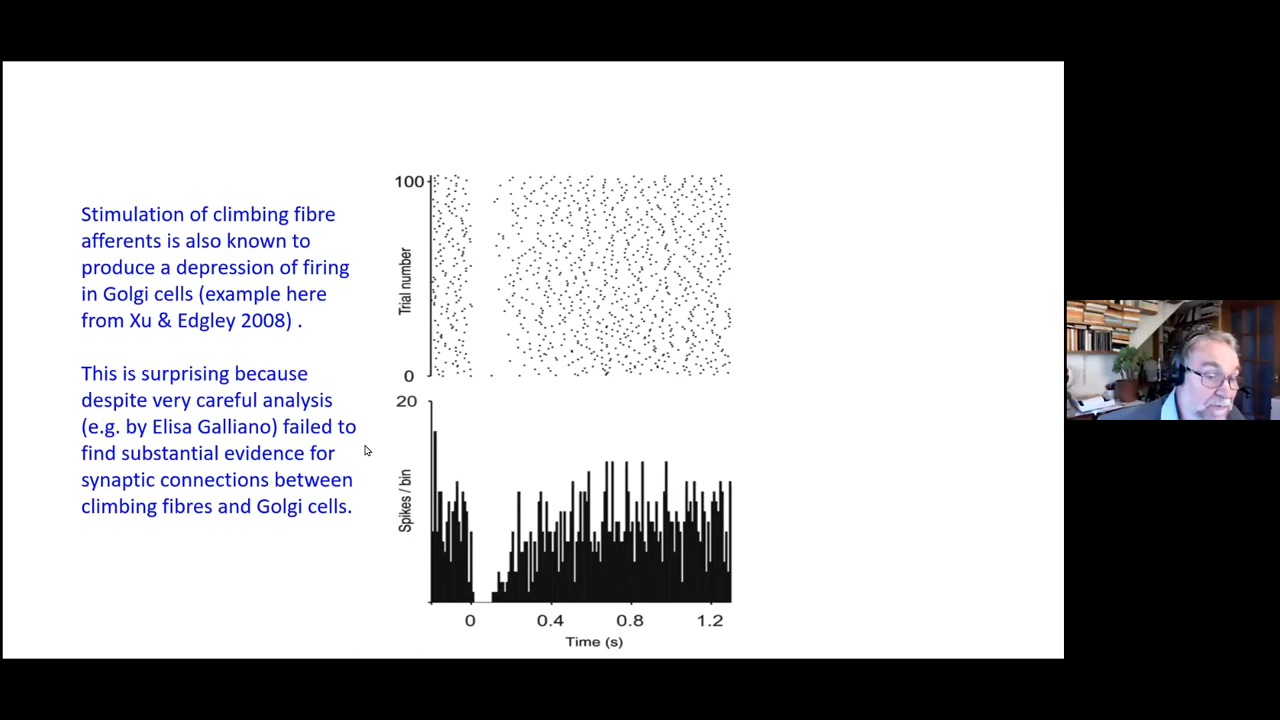 Stimulation of climbing fibre
afferents is also known to
produce a depression of firing
in Golgi cells (example here
from Xu & Edgley 2008) .
This is surprising because
despite very careful analysis
(e.g. by Elisa Galliano) failed to
find substantial evidence for
synaptic connections between
climbing fibres and Golgi cells.
100
Trial number
0
20
Spikes / bin
0 0.4 0.8 1.2
Time (s)